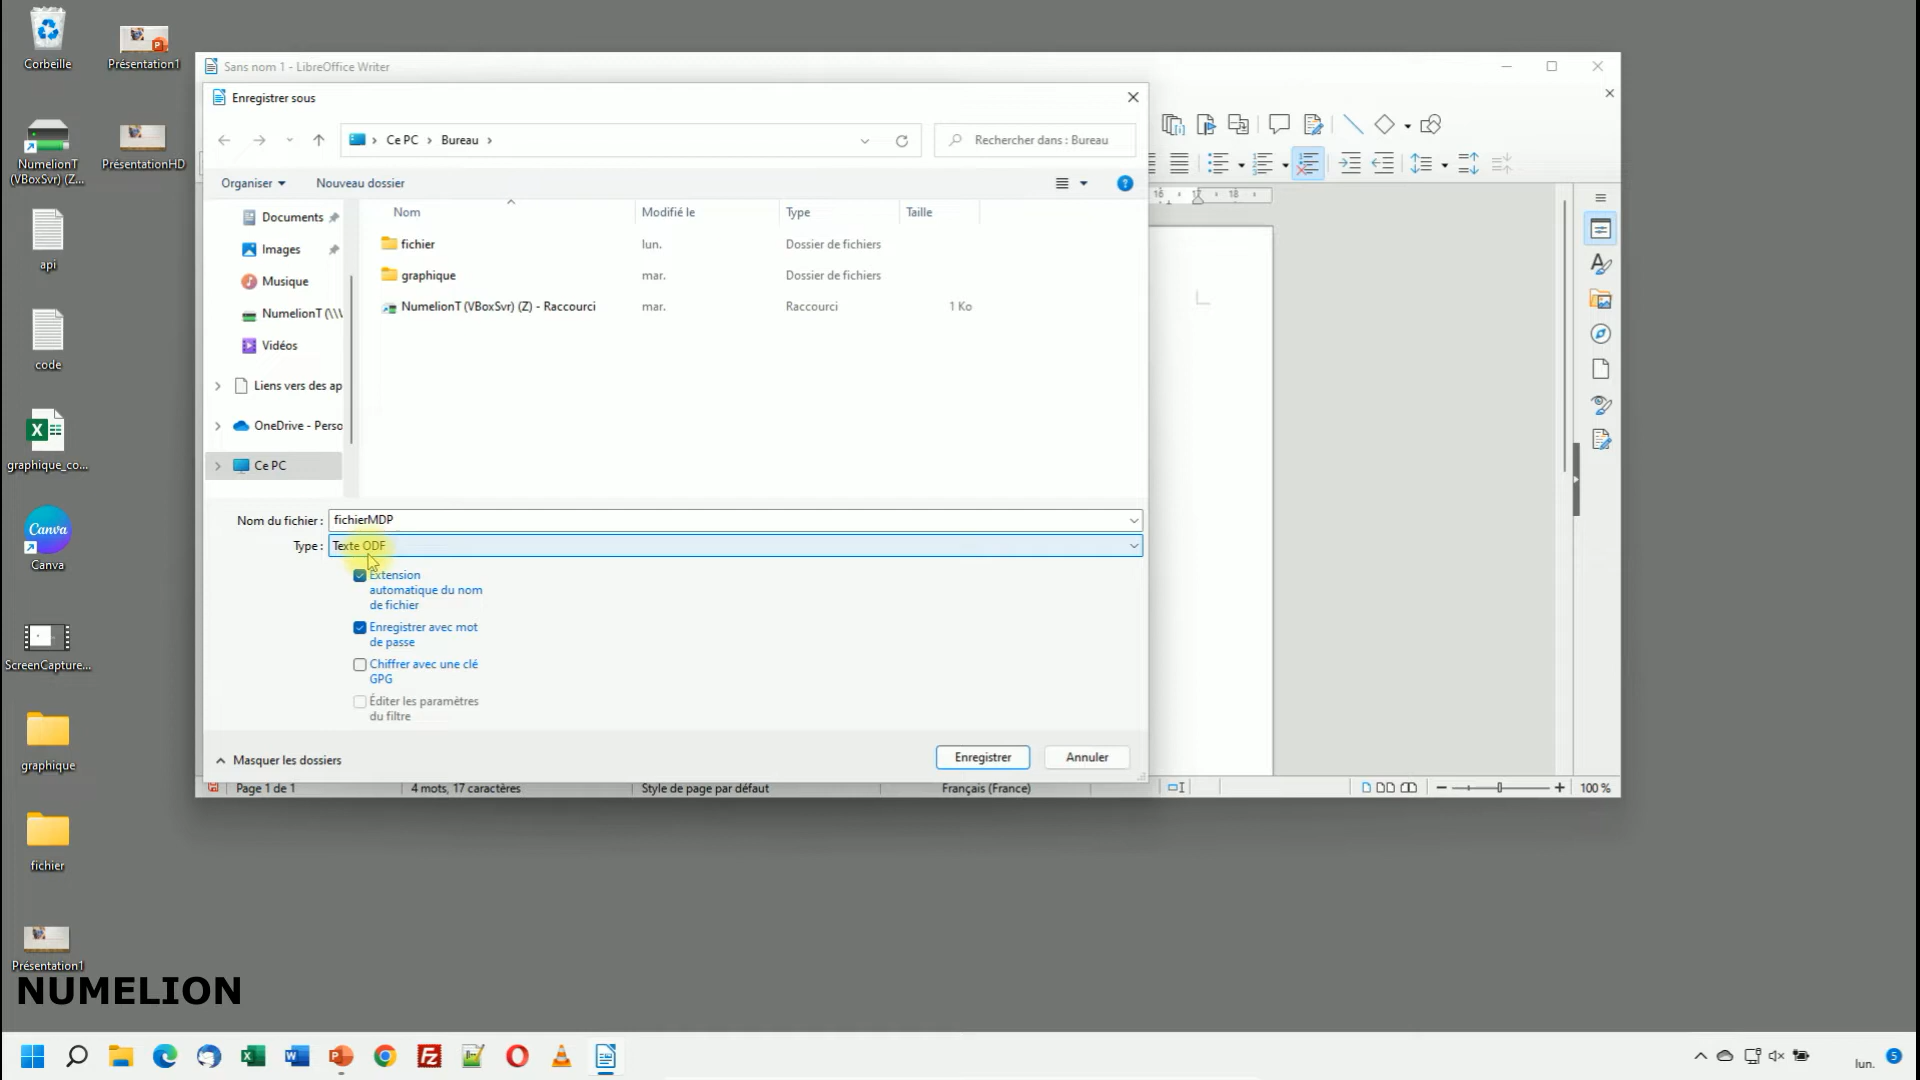 Corbeille
Présentation1
NumelionT
(VBoxSvr) (Z...
PrésentationHD
api
code
graphique_co...
Canva
Canva
ScreenCapture...
graphique
fichier
Présentation1
NUMELION
Sans nom 1 - LibreOffice Writer
Enregistrer sous
Ce PC
Bureau
Rechercher dans : Bureau
Organiser
Nouveau dossier
Nom
Modifié le
Type
Taille
Documents
Images
Musique
NumelionT (\\V
Vidéos
Liens vers des ap
OneDrive - Perso
Ce PC
fichier
lun.
Dossier de fichiers
graphique
mar.
Dossier de fichiers
NumelionT (VBoxSvr) (Z) - Raccourci
mar.
Raccourci
1 Ko
Nom du fichier :
fichierMDP
Type :
Texte ODF
Extension
automatique du nom
de fichier
Enregistrer avec mot
de passe
Chiffrer avec une clé
GPG
Éditer les paramètres
du filtre
Masquer les dossiers
Enregistrer
Annuler
16
17
18
Page 1 de 1
4 mots, 17 caractères
Style de page par défaut
Français (France)
100 %
lun.
5